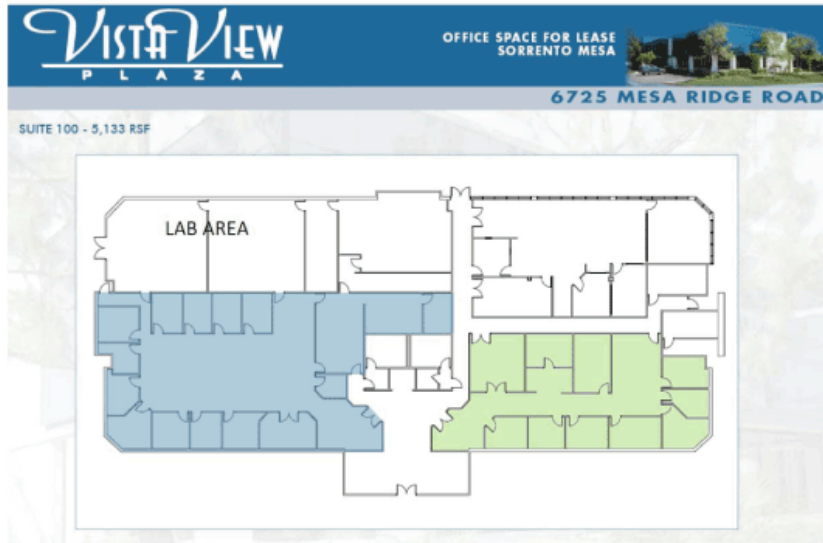 VISTA VIEW
PLAZA
OFFICE SPACE FOR LEASE
SORRENTO MESA
6725 MESA RIDGE ROAD
SUITE 100 - 5,133 RSF
LAB AREA